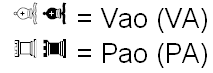 = Vao (VA)
= Pao (PA)